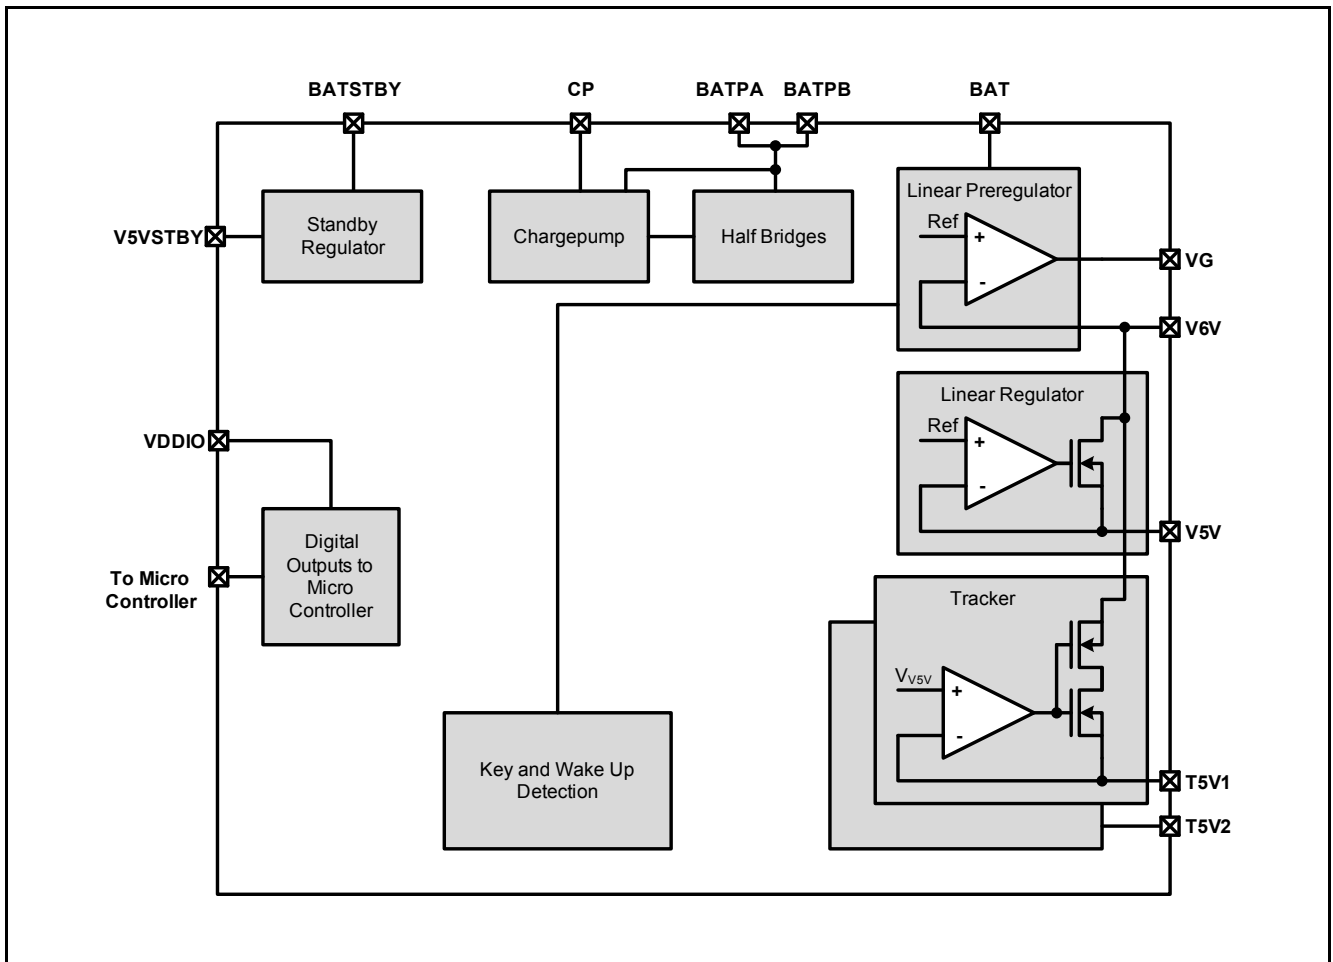 BATSTBY
CP
BATPA
BATPB
BAT
Standby
Regulator
V5VSTBY
Chargepump
Half Bridges
Linear Preregulator
Ref
+
-
VG
V6V
Linear Regulator
Ref
+
-
V5V
VDDIO
Digital
Outputs to
Micro
Controller
To Micro
Controller
Tracker
VV5V
+
-
T5V1
T5V2
Key and Wake Up
Detection